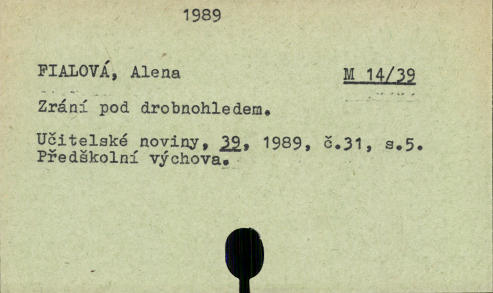 1989
FIALOVÁ, Alena M 14/39
Zrání pod drobnohledem.
Učitelské noviny, 39, 1989, č.31, s.5.
Předškolní výchova.